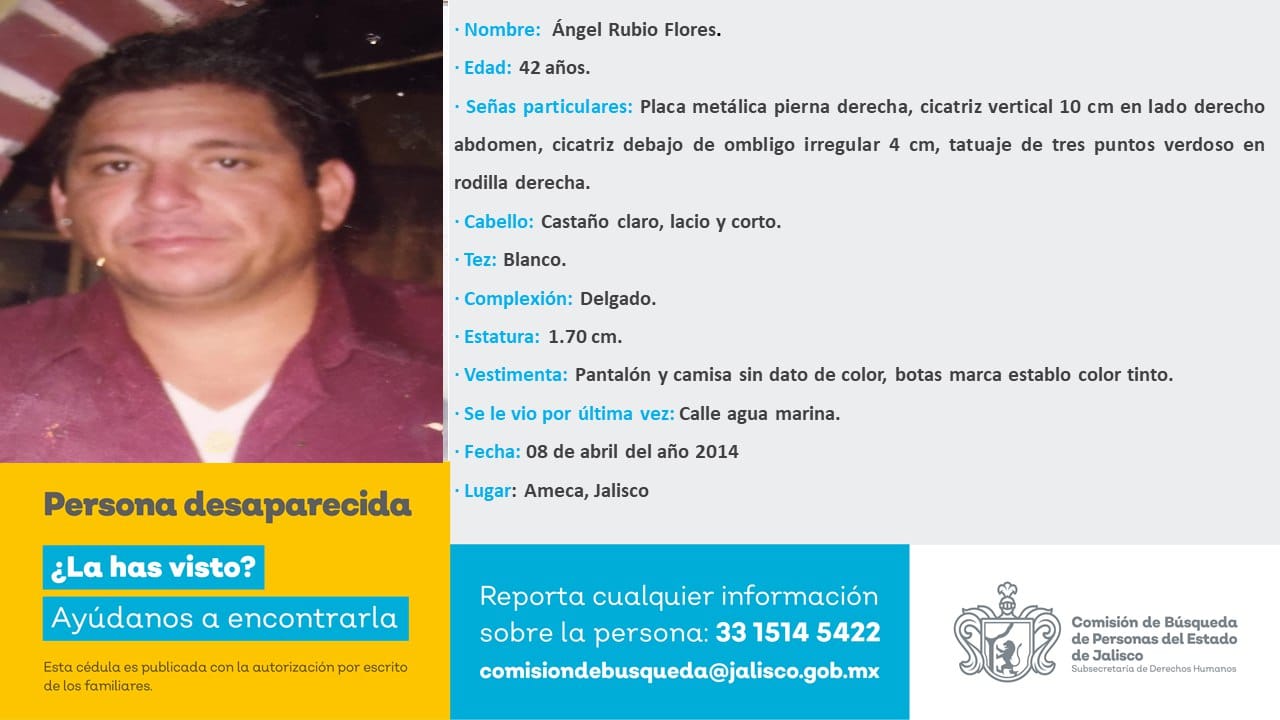 · Nombre: Ángel Rubio Flores.
· Edad: 42 años.
· Señas particulares: Placa metálica pierna derecha, cicatriz vertical 10 cm en lado derecho
abdomen, cicatriz debajo de ombligo irregular 4 cm, tatuaje de tres puntos verdoso en
rodilla derecha.
· Cabello: Castaño claro, lacio y corto.
· Tez: Blanco.
· Complexión: Delgado.
· Estatura: 1.70 cm.
· Vestimenta: Pantalón y camisa sin dato de color, botas marca establo color tinto.
· Se le vio por última vez: Calle agua marina.
· Fecha: 08 de abril del año 2014
· Lugar: Ameca, Jalisco
Persona desaparecida
¿La has visto?
Ayúdanos a encontrarla
Esta cédula es publicada con la autorización por escrito
de los familiares.
Reporta cualquier información
sobre la persona: 33 1514 5422
comisiondebusqueda@jalisco.gob.mx
Comisión de Búsqueda
de Personas del Estado
de Jalisco
Subsecretaría de Derechos Humanos